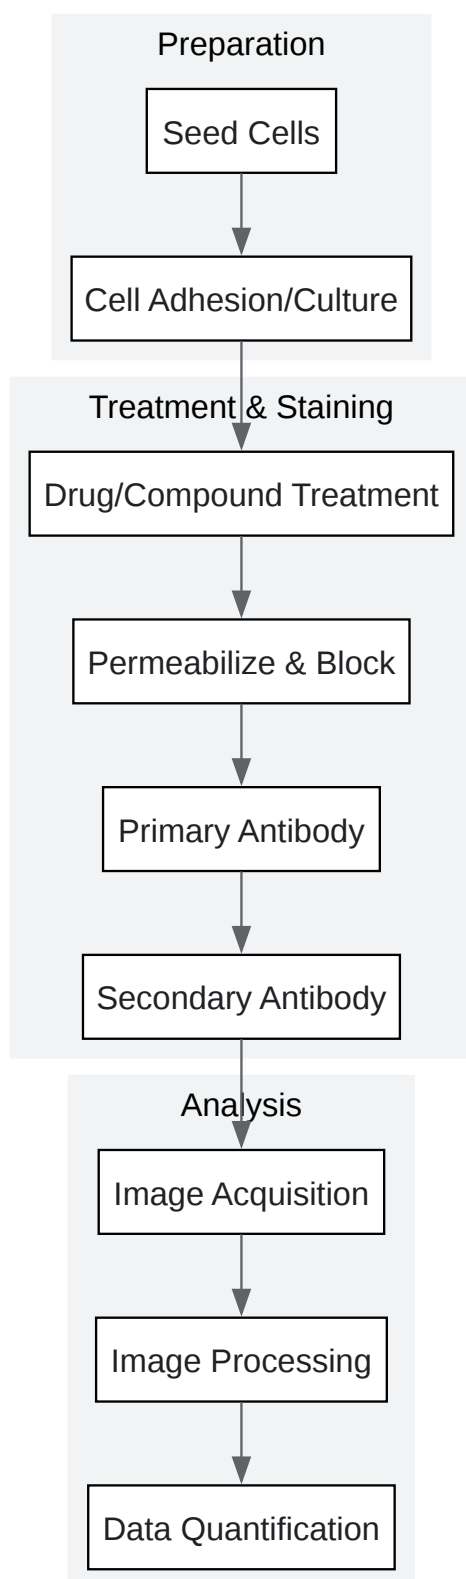 Preparation
Seed Cells
Cell Adhesion/Culture
Treatment & Staining
Drug/Compound Treatment
Permeabilize & Block
Primary Antibody
Secondary Antibody
Analysis
Image Acquisition
Image Processing
Data Quantification